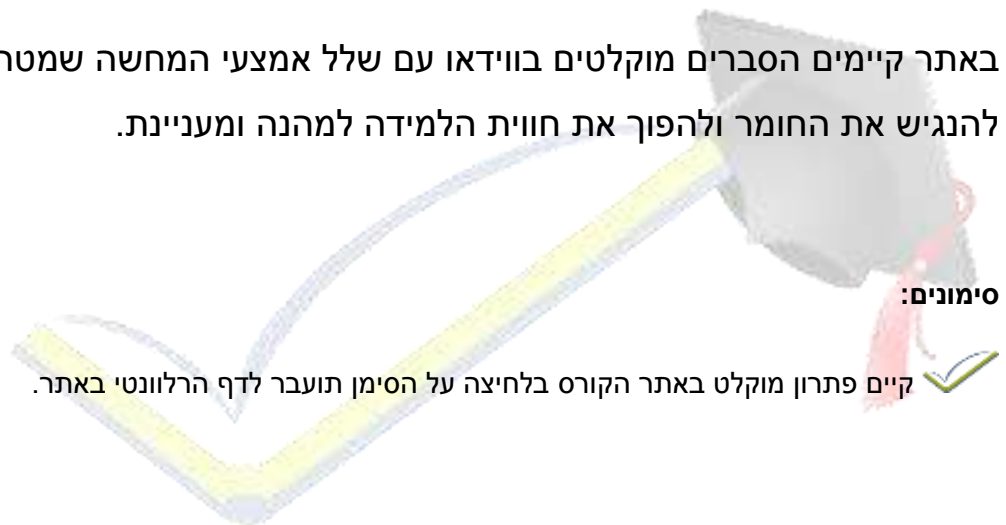 באתר קיימים הסברים מוקלטים בווידאו עם שלל אמצעי המחשה
להנגיש את החומר ולהפוך את חווית הלמידה למהנה ומעניינת.
סימונים:
קיים פתרון מוקלט באתר הקורס בלחיצה על הסימן תועבר לדף הרלוונטי באתר.